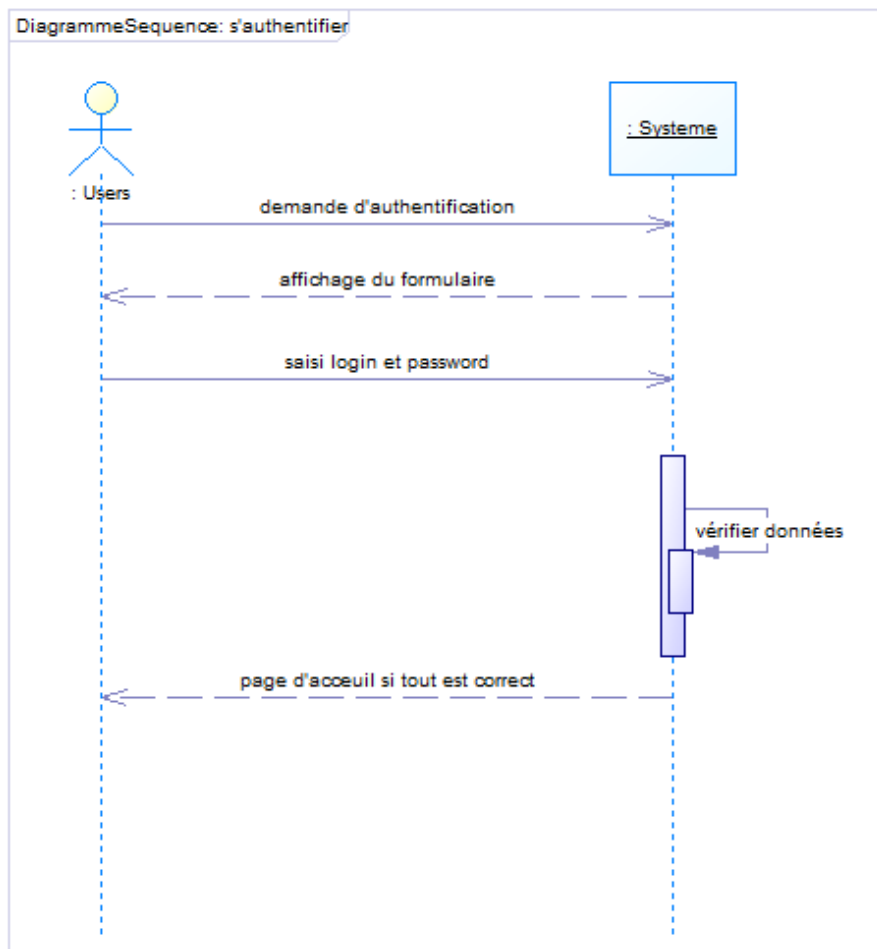 DiagrammeSequence: s'authentifier
: Systeme
: Users
demande d'authentification
affichage du formulaire
saisi login et password
vérifier données
page d'acceuil si tout est correct